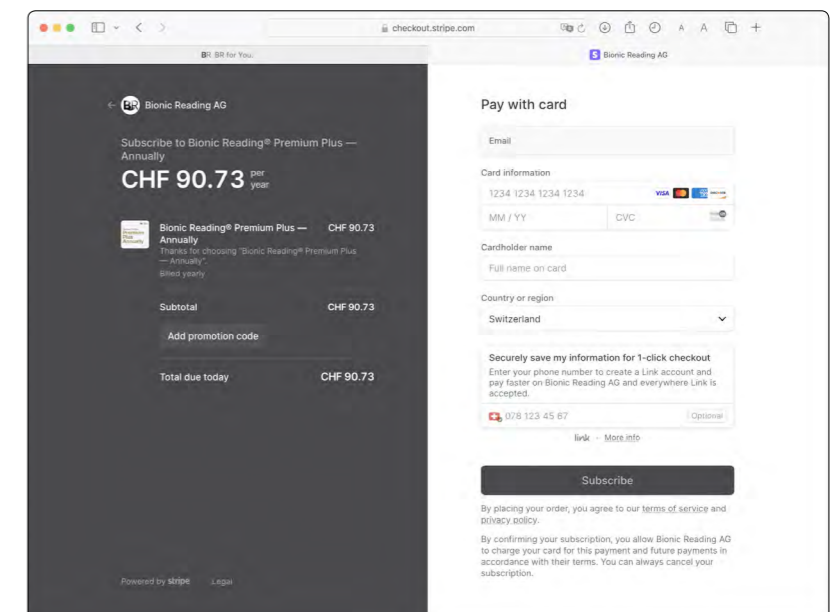 checkout.stripe.com
BR BR for You.
S Bionic Reading AG
BR Bionic Reading AG
Subscribe to Bionic Reading® Premium Plus —
Annually
CHF 90.73 per
year
Bionic Reading® Premium Plus — CHF 90.73
Annually
Thanks for choosing "Bionic Reading® Premium Plus
— Annually".
Billed yearly
Premium
Plus
Annually
Subtotal CHF 90.73
Add promotion code
Total due today CHF 90.73
Powered by stripe Legal
Pay with card
Email
Card information
1234 1234 1234 1234 VISA
MM / YY CVC
Cardholder name
Full name on card
Country or region
Switzerland
Securely save my information for 1-click checkout
Enter your phone number to create a Link account and
pay faster on Bionic Reading AG and everywhere Link is
accepted.
078 123 45 67 Optional
link · More info
Subscribe
By placing your order, you agree to our terms of service and
privacy policy.
By confirming your subscription, you allow Bionic Reading AG
to charge your card for this payment and future payments in
accordance with their terms. You can always cancel your
subscription.